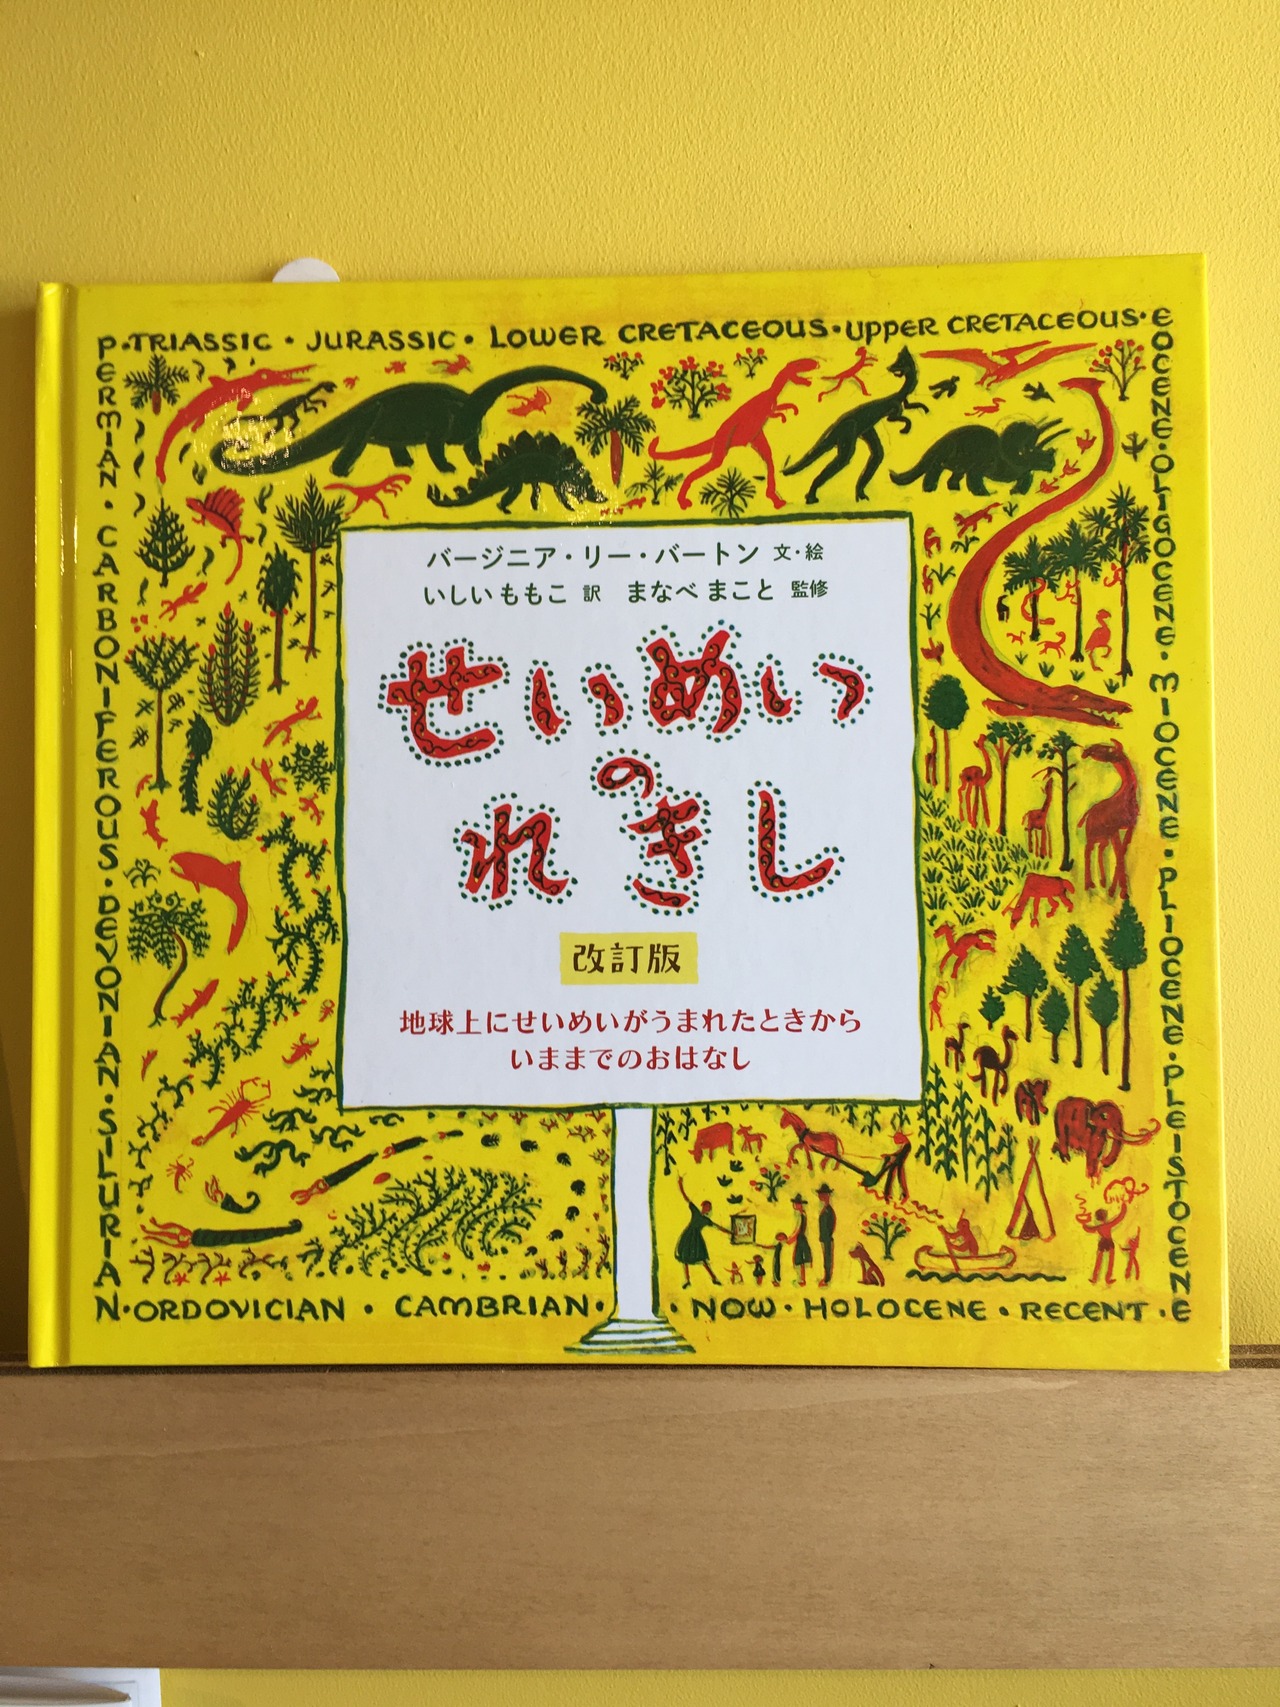 TRIASSIC · JURASSIC · LOWER CRETACEOUS · UPPER CRETACEOUS ·
PERMIAN · CARBONIFEROUS · DEVONIAN · SILURIAN
バージニア・リー・バートン 文・絵
いしい ももこ 訳 まなべ まこと 監修
せいめい
の
れきし
改訂版
地球上にせいめいがうまれたときから
いままでのおはなし
EOCENE · OLIGOCENE · MIOCENE · PLIOCENE · PLEISTOCENE
· ORDOVICIAN · CAMBRIAN · · NOW · HOLOCENE · RECENT ·